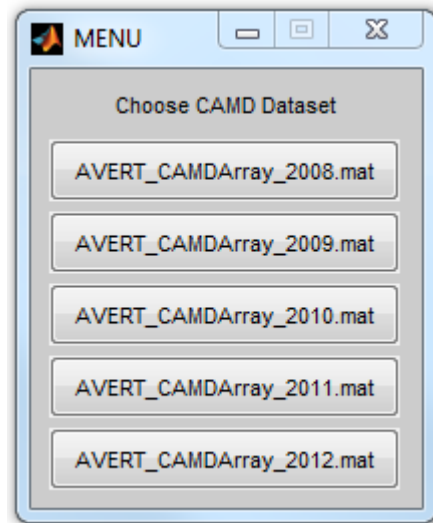 MENU
Choose CAMD Dataset
AVERT_CAMDArray_2008.mat
AVERT_CAMDArray_2009.mat
AVERT_CAMDArray_2010.mat
AVERT_CAMDArray_2011.mat
AVERT_CAMDArray_2012.mat